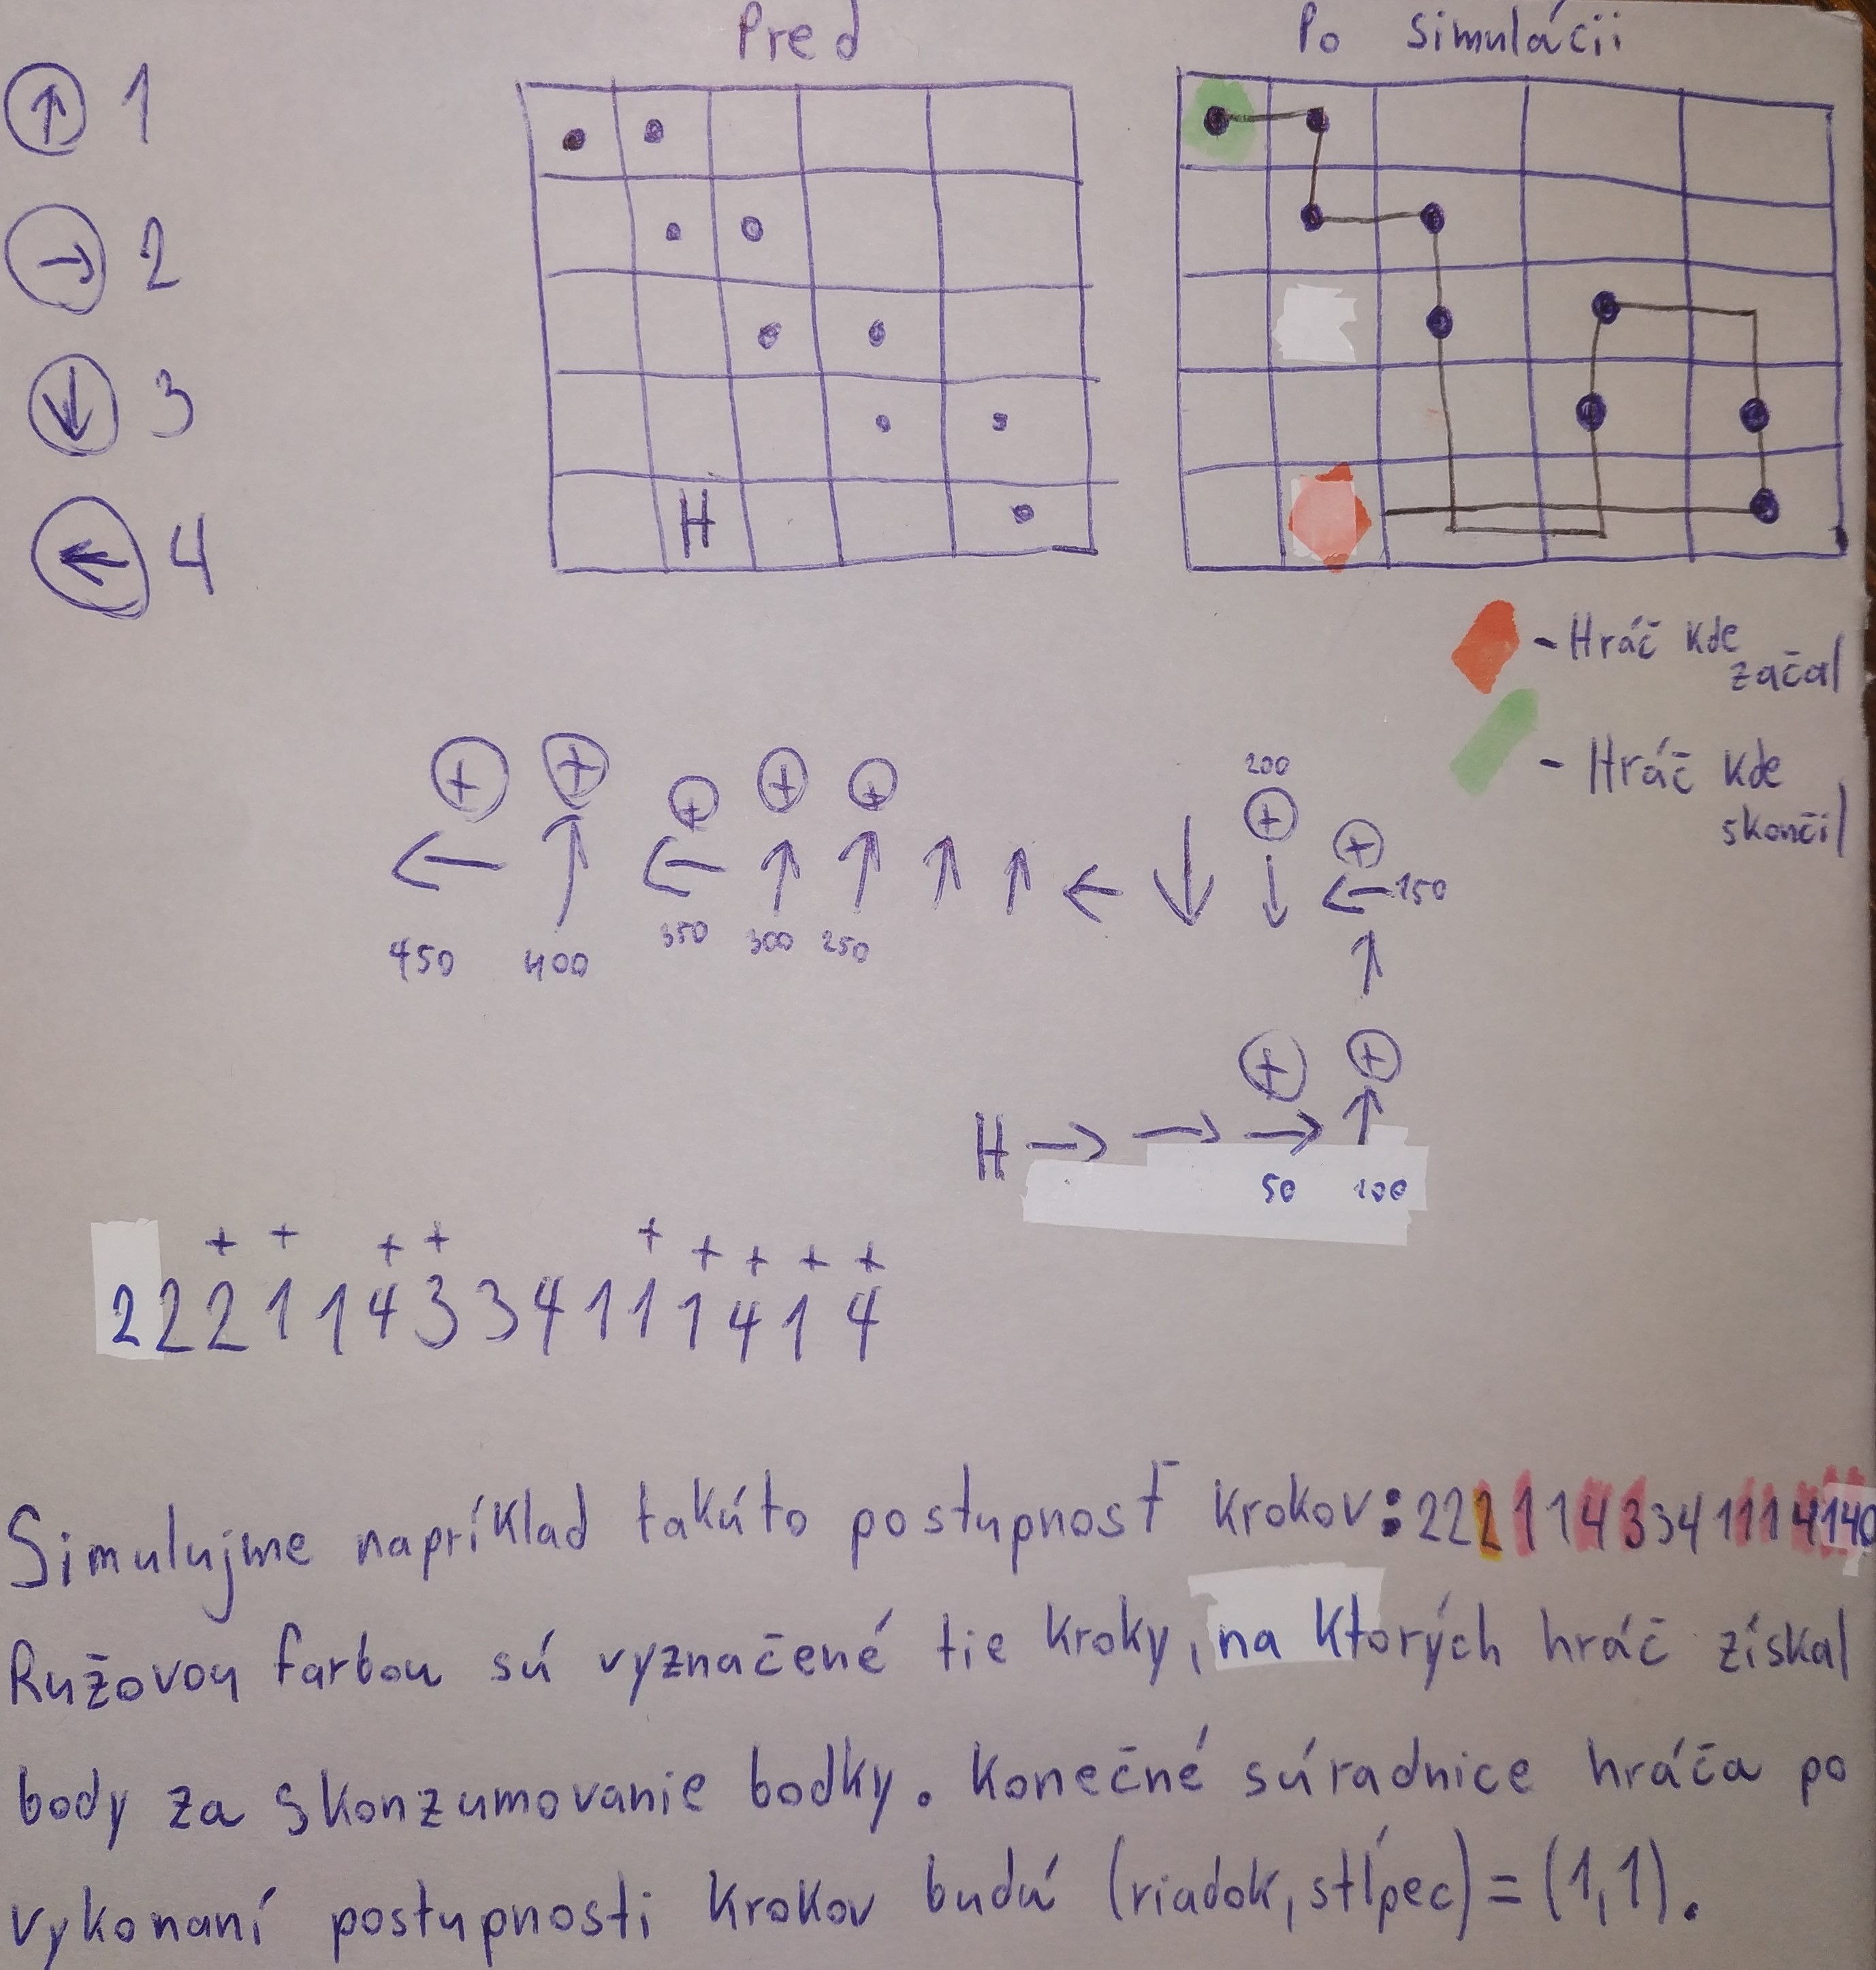 Pred
Po simulácii
1
2
3
4
H
- Hráč kde
začal
- Hráč kde
skončil
200
150
450 400 350 300 250
H
50 100
+ + + + + + + + +
2 2 2 1 1 4 3 3 4 1 1 1 4 1 4
Simulujme napríklad takúto postupnosť krokov: 2221143341114140
Ružovou farbou sú vyznačené tie kroky, na ktorých hráč získal
body za skonzumovanie bodky. Konečné súradnice hráča po
vykonaní postupnosti krokov budú (riadok, stĺpec) = (1,1).